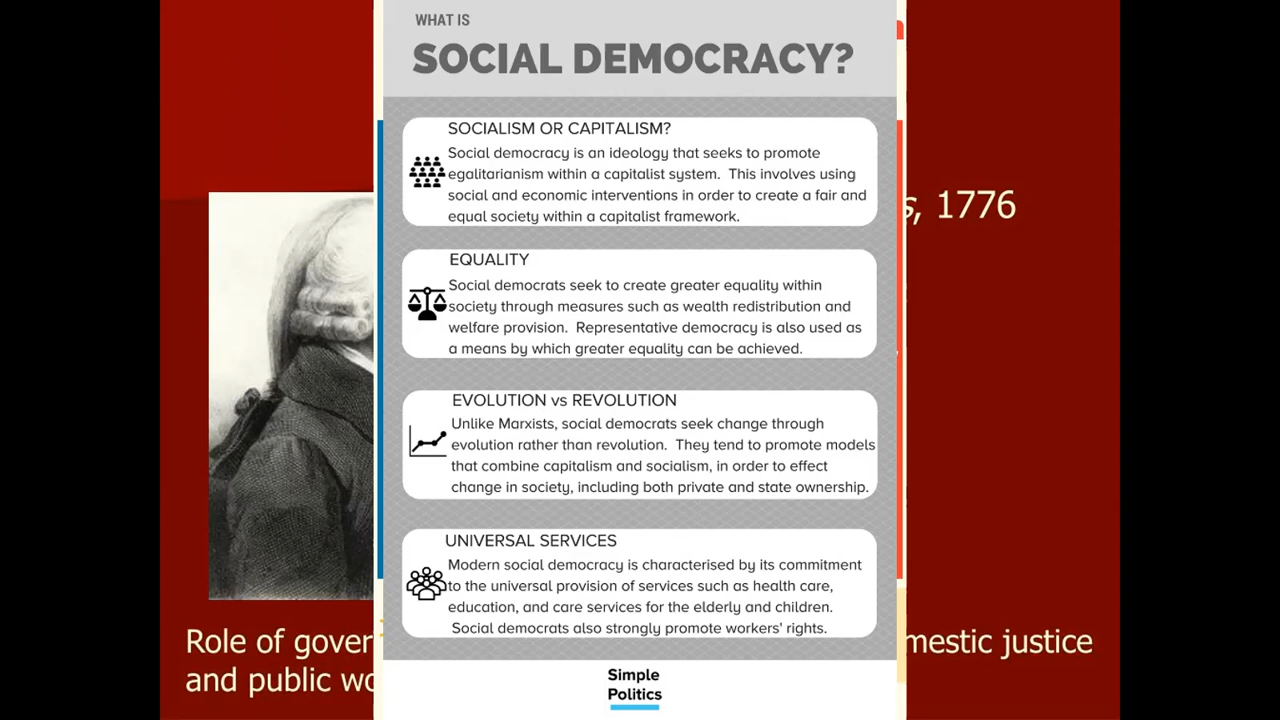 WHAT IS
SOCIAL DEMOCRACY?
SOCIALISM OR CAPITALISM?
Social democracy is an ideology that seeks to promote
egalitarianism within a capitalist system. This involves using
social and economic interventions in order to create a fair and
equal society within a capitalist framework.
EQUALITY
Social democrats seek to create greater equality within
society through measures such as wealth redistribution and
welfare provision. Representative democracy is also used as
a means by which greater equality can be achieved.
EVOLUTION vs REVOLUTION
Unlike Marxists, social democrats seek change through
evolution rather than revolution. They tend to promote models
that combine capitalism and socialism, in order to effect
change in society, including both private and state ownership.
UNIVERSAL SERVICES
Modern social democracy is characterised by its commitment
to the universal provision of services such as health care,
education, and care services for the elderly and children.
Social democrats also strongly promote workers' rights.
Simple
Politics
, 1776
Role of
justice
and public